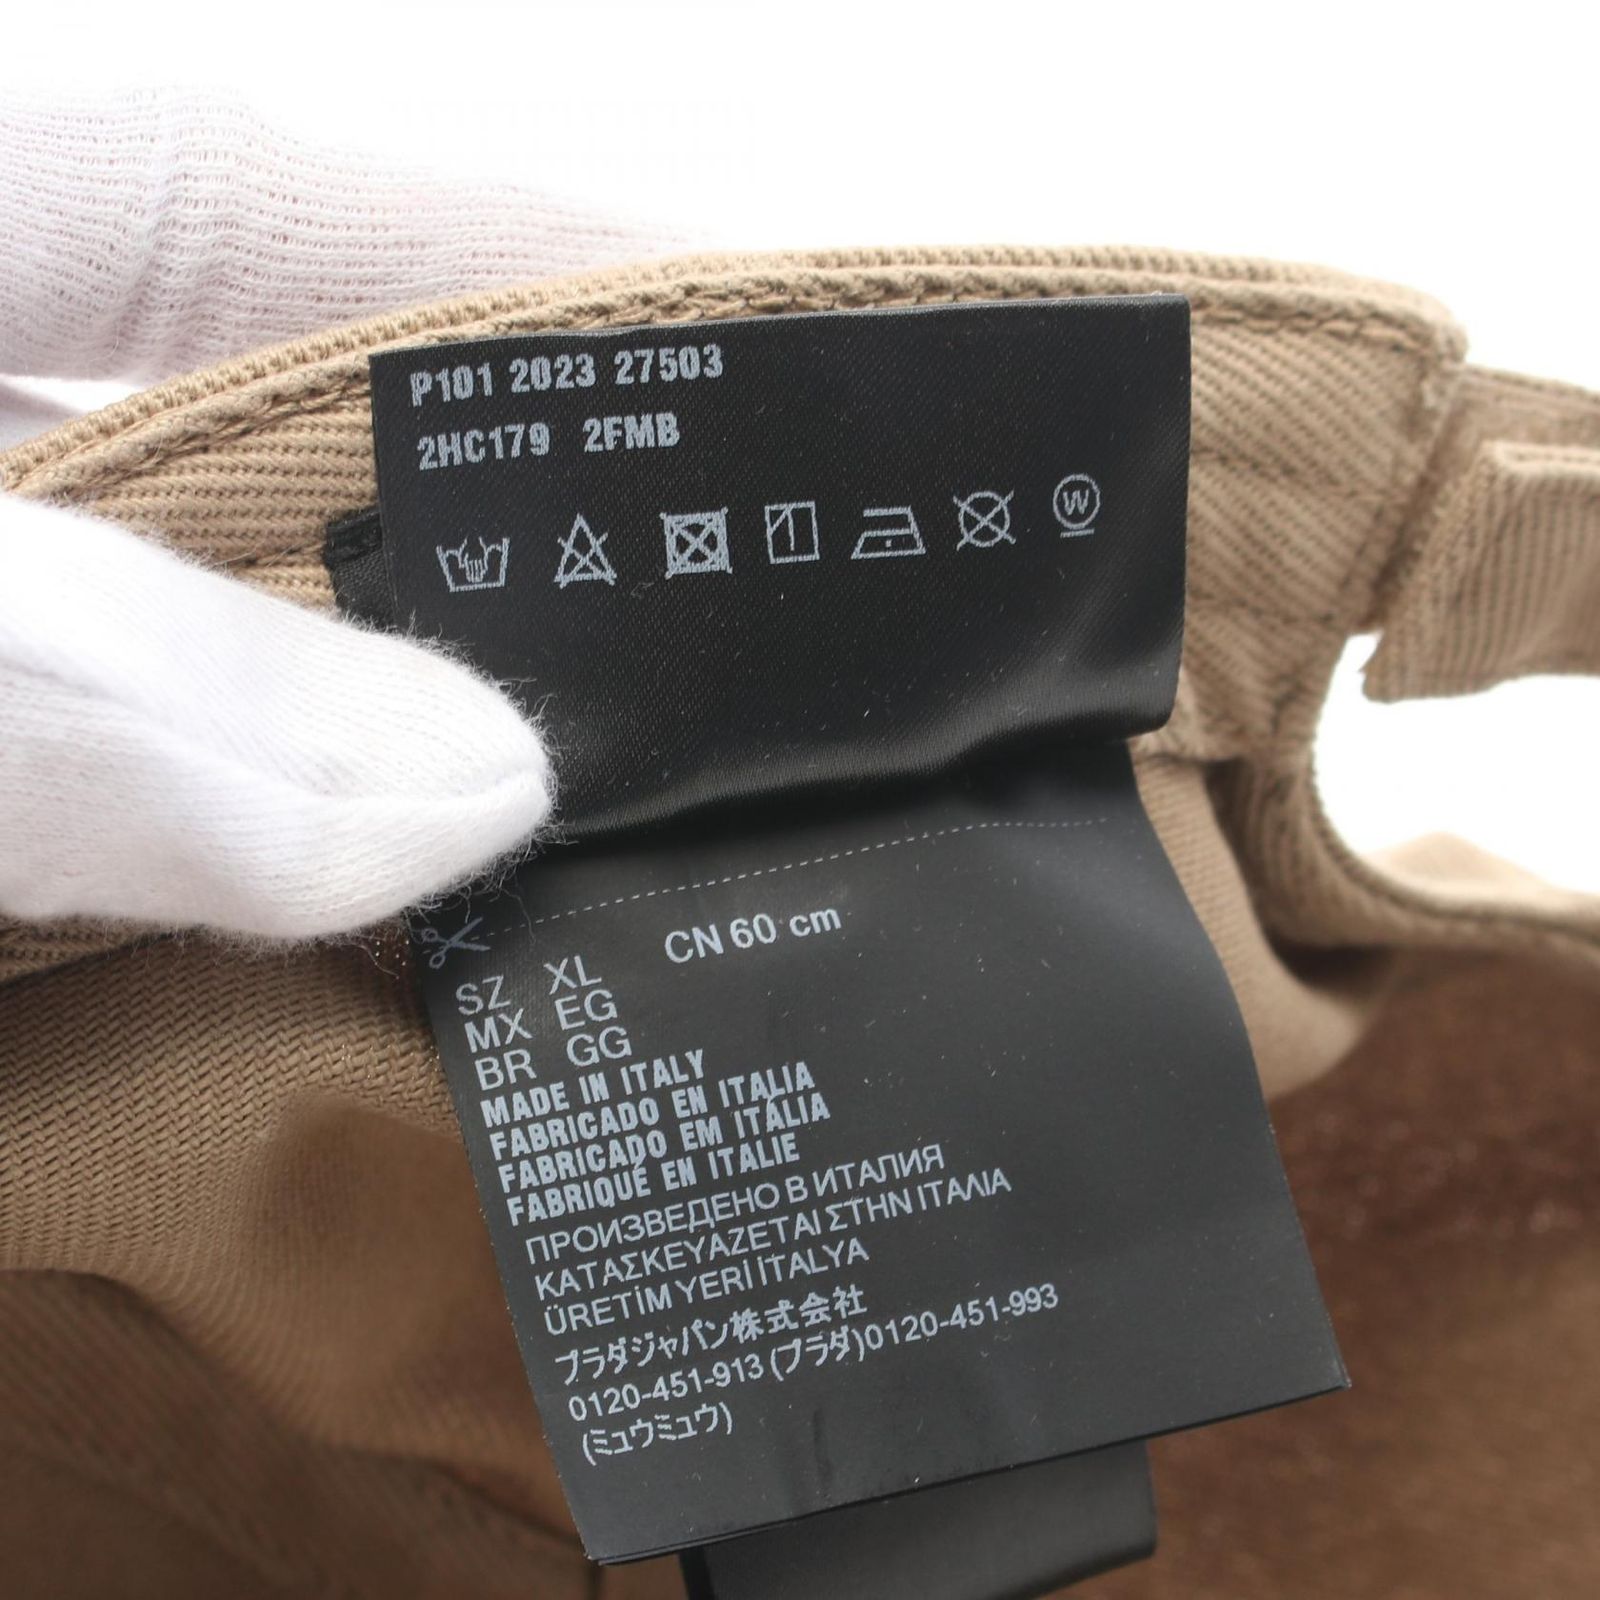 P101 2023 27503
2HC179 2FMB
W
CN 60 cm
SZ XL
MX EG
BR GG
MADE IN ITALY
FABRICADO EN ITALIA
FABRICADO EM ITÁLIA
FABRIQUÉ EN ITALIE
ПРОИЗВЕДЕНО В ИТАЛИЯ
ΚΑΤΑΣΚΕΥΑZΕΤΑΙ ΣΤΗΝ ΙΤΑΛΙΑ
ÜRETİM YERİ İTALYA
プラダジャパン株式会社
0120-451-913 (プラダ)0120-451-993
(ミュウミュウ)